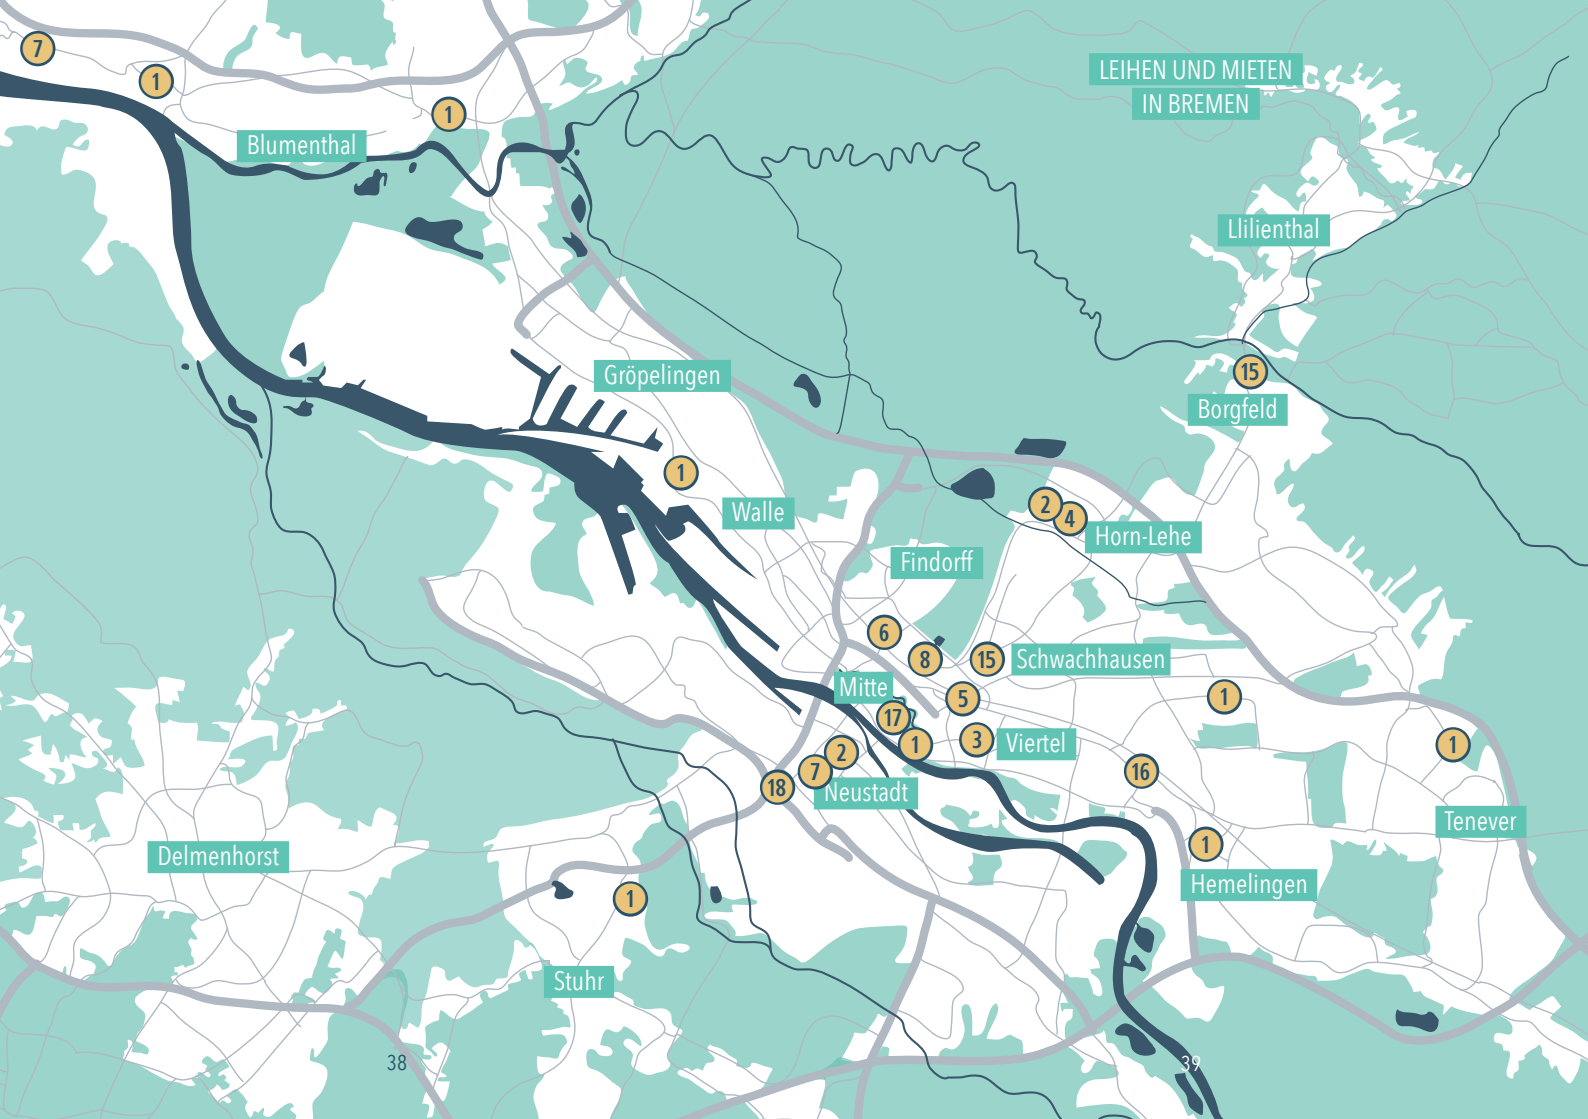 7
LEIHEN UND MIETEN
IN BREMEN
1
1
Blumenthal
Llilienthal
Gröpelingen
15
Borgfeld
1
Walle
2
4
Horn-Lehe
Findorff
6
8
15
Schwachhausen
Mitte
5
1
17
1
3
Viertel
1
2
7
18
Neustadt
16
Tenever
1
Delmenhorst
Hemelingen
1
Stuhr
38
39